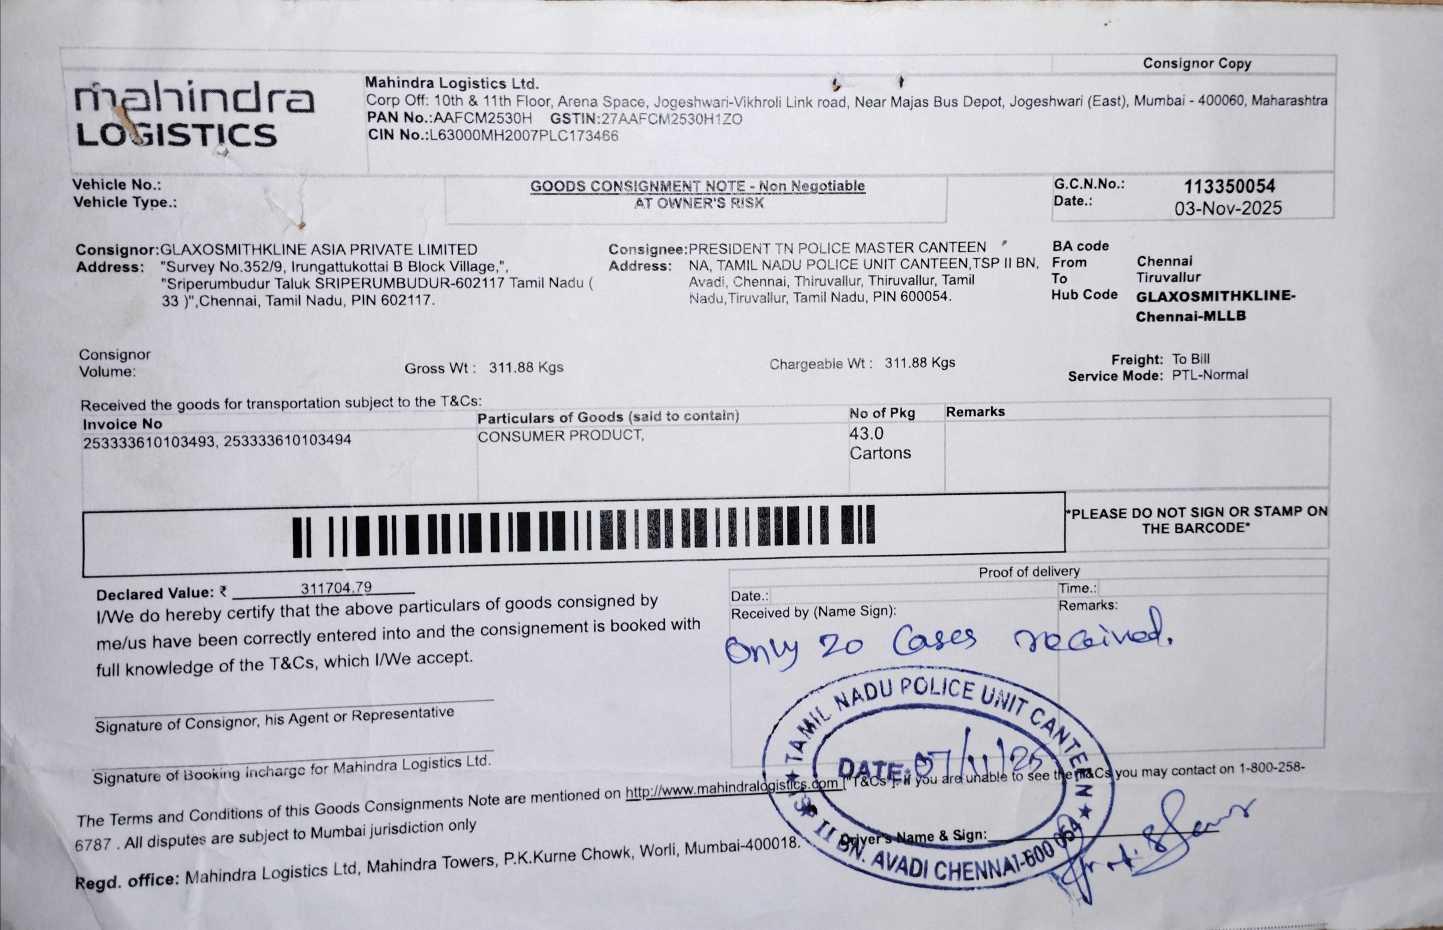 Consignor Copy
mahindra
LOGISTICS
Mahindra Logistics Ltd.
Corp Off: 10th & 11th Floor, Arena Space, Jogeshwari-Vikhroli Link road, Near Majas Bus Depot, Jogeshwari (East), Mumbai - 400060, Maharashtra
PAN No.:AAFCM2530H GSTIN:27AAFCM2530H1ZO
CIN No.:L63000MH2007PLC173466
Vehicle No.:
Vehicle Type.:
GOODS CONSIGNMENT NOTE - Non Negotiable
AT OWNER'S RISK
G.C.N.No.: 113350054
Date.: 03-Nov-2025
Consignor:GLAXOSMITHKLINE ASIA PRIVATE LIMITED
Address: "Survey No.352/9, Irungattukottai B Block Village,",
"Sriperumbudur Taluk SRIPERUMBUDUR-602117 Tamil Nadu (
33 )",Chennai, Tamil Nadu, PIN 602117.
Consignee:PRESIDENT TN POLICE MASTER CANTEEN
Address: NA, TAMIL NADU POLICE UNIT CANTEEN,TSP II BN,
Avadi, Chennai, Thiruvallur, Thiruvallur, Tamil
Nadu,Tiruvallur, Tamil Nadu, PIN 600054.
BA code
From Chennai
To Tiruvallur
Hub Code GLAXOSMITHKLINE-
Chennai-MLLB
Consignor
Volume:
Gross Wt : 311.88 Kgs
Chargeable Wt : 311.88 Kgs
Freight: To Bill
Service Mode: PTL-Normal
Received the goods for transportation subject to the T&Cs:
Invoice No Particulars of Goods (said to contain) No of Pkg Remarks
253333610103493, 253333610103494 CONSUMER PRODUCT, 43.0
Cartons
*PLEASE DO NOT SIGN OR STAMP ON
THE BARCODE*
Declared Value: ₹ 311704.79
I/We do hereby certify that the above particulars of goods consigned by
me/us have been correctly entered into and the consignement is booked with
full knowledge of the T&Cs, which I/We accept.
Proof of delivery
Date.: Time.:
Received by (Name Sign): Remarks:
Only 20 Cases received.
Signature of Consignor, his Agent or Representative
Signature of Booking Incharge for Mahindra Logistics Ltd.
TAMIL NADU POLICE UNIT CANTEEN
DATE: 07/11/25
TSP II BN. AVADI CHENNAI-600 054
The Terms and Conditions of this Goods Consignments Note are mentioned on http://www.mahindralogistics.com ["T&Cs"]. If you are unable to see the T&Cs you may contact on 1-800-258-
6787 . All disputes are subject to Mumbai jurisdiction only
Driver's Name & Sign:
Regd. office: Mahindra Logistics Ltd, Mahindra Towers, P.K.Kurne Chowk, Worli, Mumbai-400018.